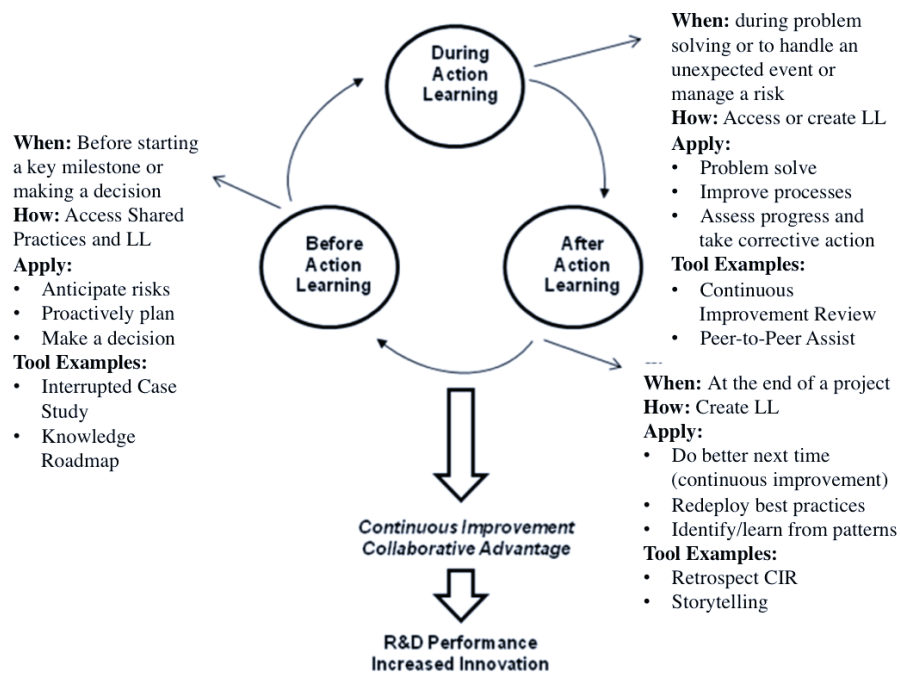 During
Action
Learning
When: during problem
solving or to handle an
unexpected event or
manage a risk
How: Access or create LL
Apply:
• Problem solve
• Improve processes
• Assess progress and
take corrective action
Tool Examples:
• Continuous
Improvement Review
• Peer-to-Peer Assist
When: Before starting
a key milestone or
making a decision
How: Access Shared
Practices and LL
Apply:
• Anticipate risks
• Proactively plan
• Make a decision
Tool Examples:
• Interrupted Case
Study
• Knowledge
Roadmap
Before
Action
Learning
After
Action
Learning
When: At the end of a project
How: Create LL
Apply:
• Do better next time
(continuous improvement)
• Redeploy best practices
• Identify/learn from patterns
Tool Examples:
• Retrospect CIR
• Storytelling
Continuous Improvement
Collaborative Advantage
R&D Performance
Increased Innovation